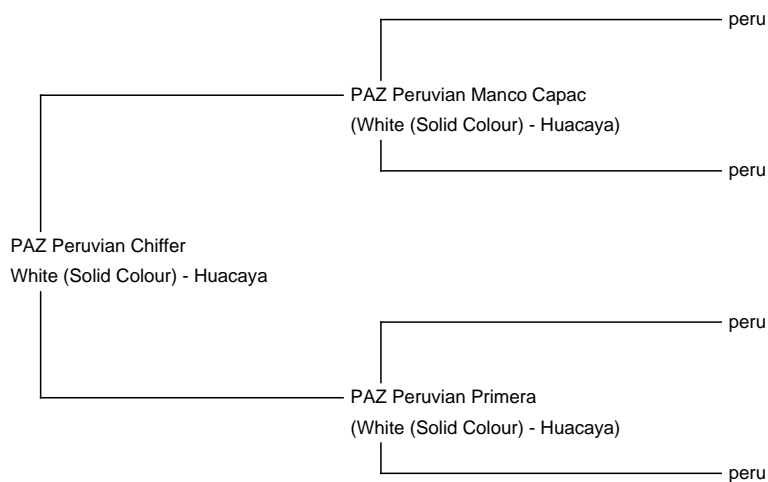 peru
PAZ Peruvian Manco Capac
(White (Solid Colour) - Huacaya)
peru
PAZ Peruvian Chiffer
White (Solid Colour) - Huacaya
peru
PAZ Peruvian Primera
(White (Solid Colour) - Huacaya)
peru